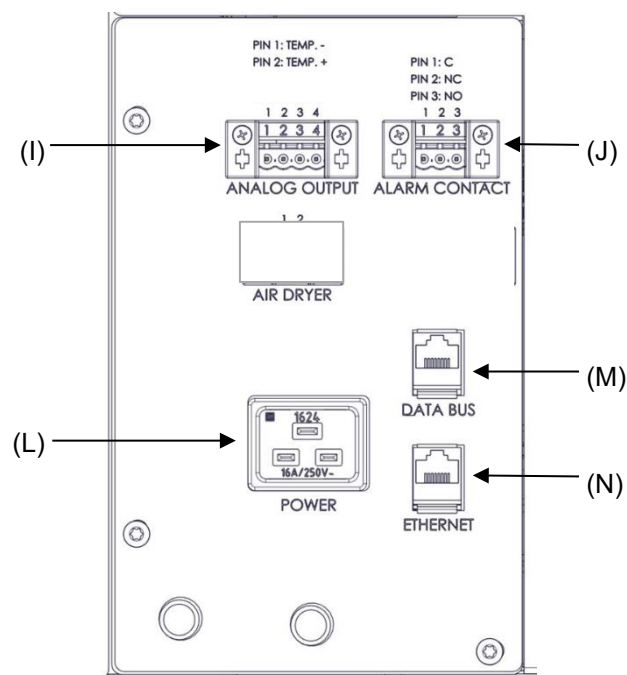 PIN 1: TEMP. -
PIN 2: TEMP. +
PIN 1: C
PIN 2: NC
PIN 3: NO
1 2 3 4
1 2 3
1 2 3 4
1 2 3
(I)
(J)
ANALOG OUTPUT
ALARM CONTACT
1 2
AIR DRYER
(M)
DATA BUS
(L)
1624
16A/250V~
POWER
(N)
ETHERNET